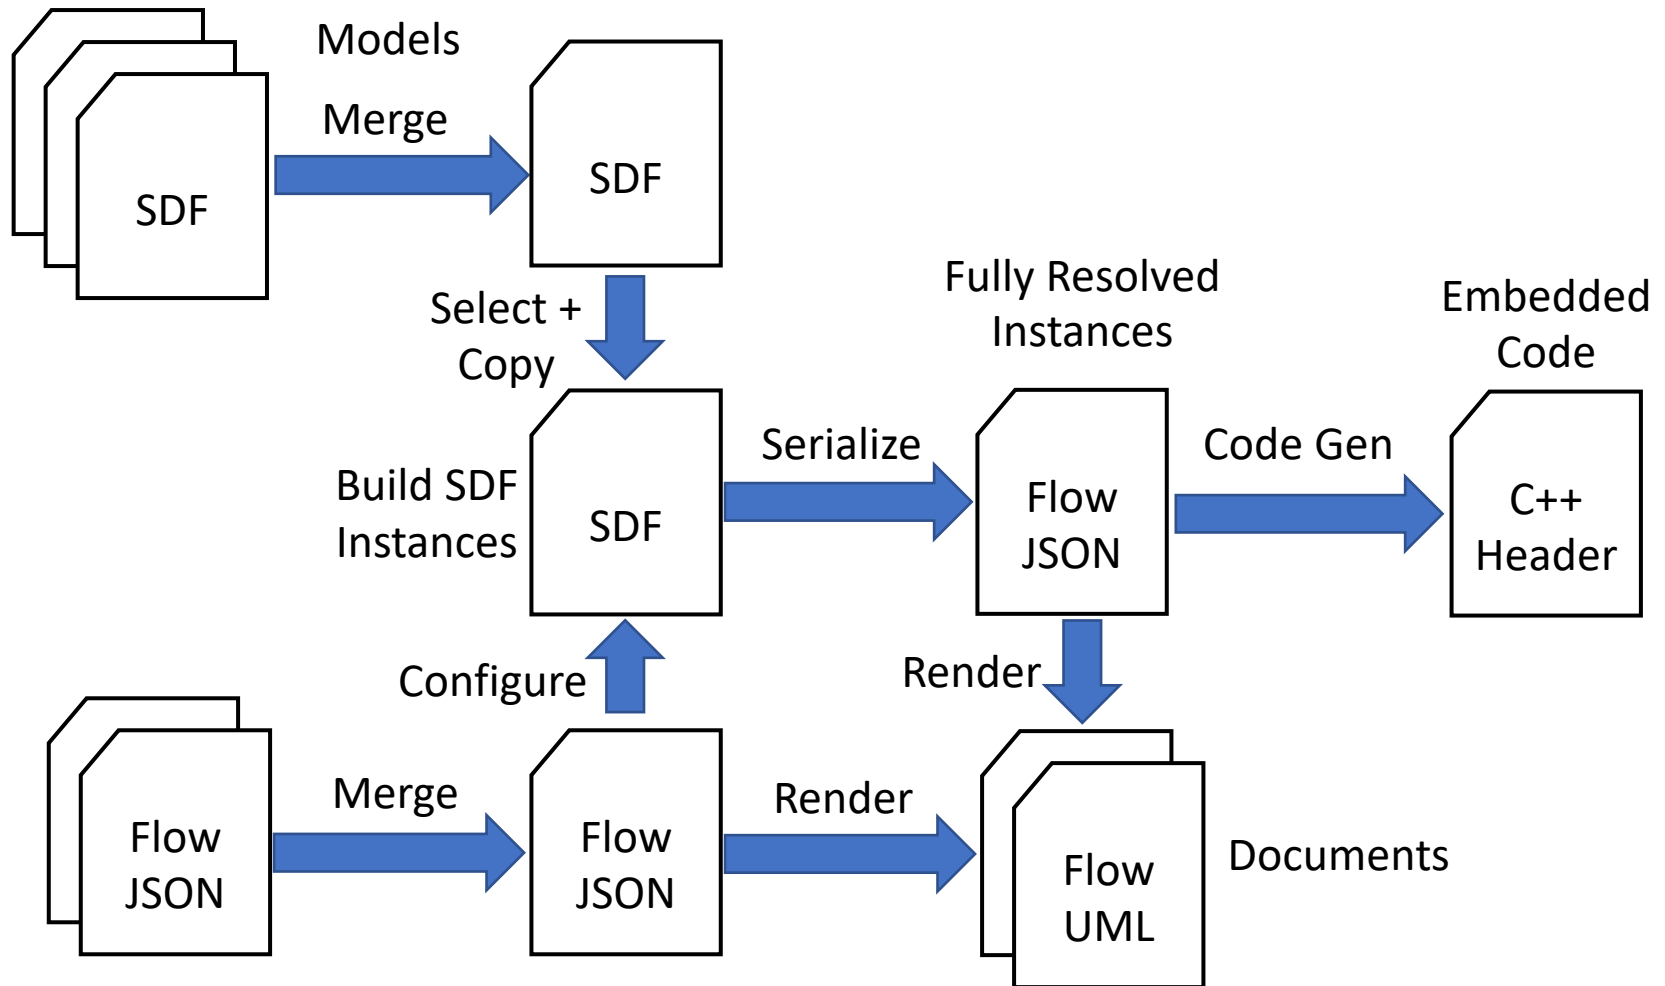 Models
Merge
SDF
SDF
Select +
Copy
Fully Resolved
Instances
Embedded
Code
Build SDF
Instances
SDF
Serialize
Flow
JSON
Code Gen
C++
Header
Configure
Render
Flow
JSON
Merge
Flow
JSON
Render
Flow
UML
Documents